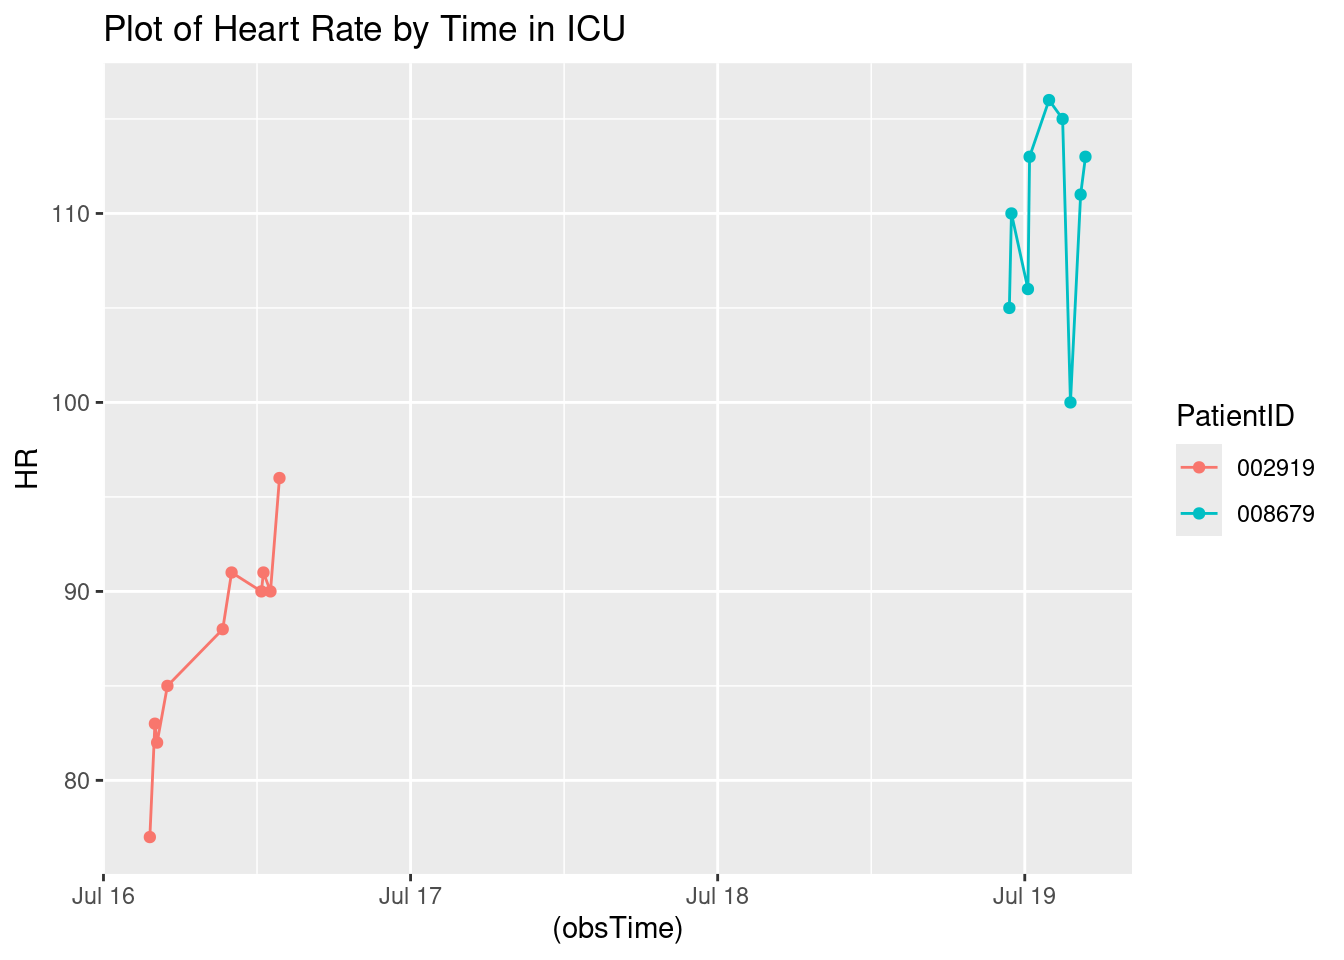 Plot of Heart Rate by Time in ICU
110
100
90
80
HR
Jul 16
Jul 17
Jul 18
Jul 19
(obsTime)
PatientID
002919
008679